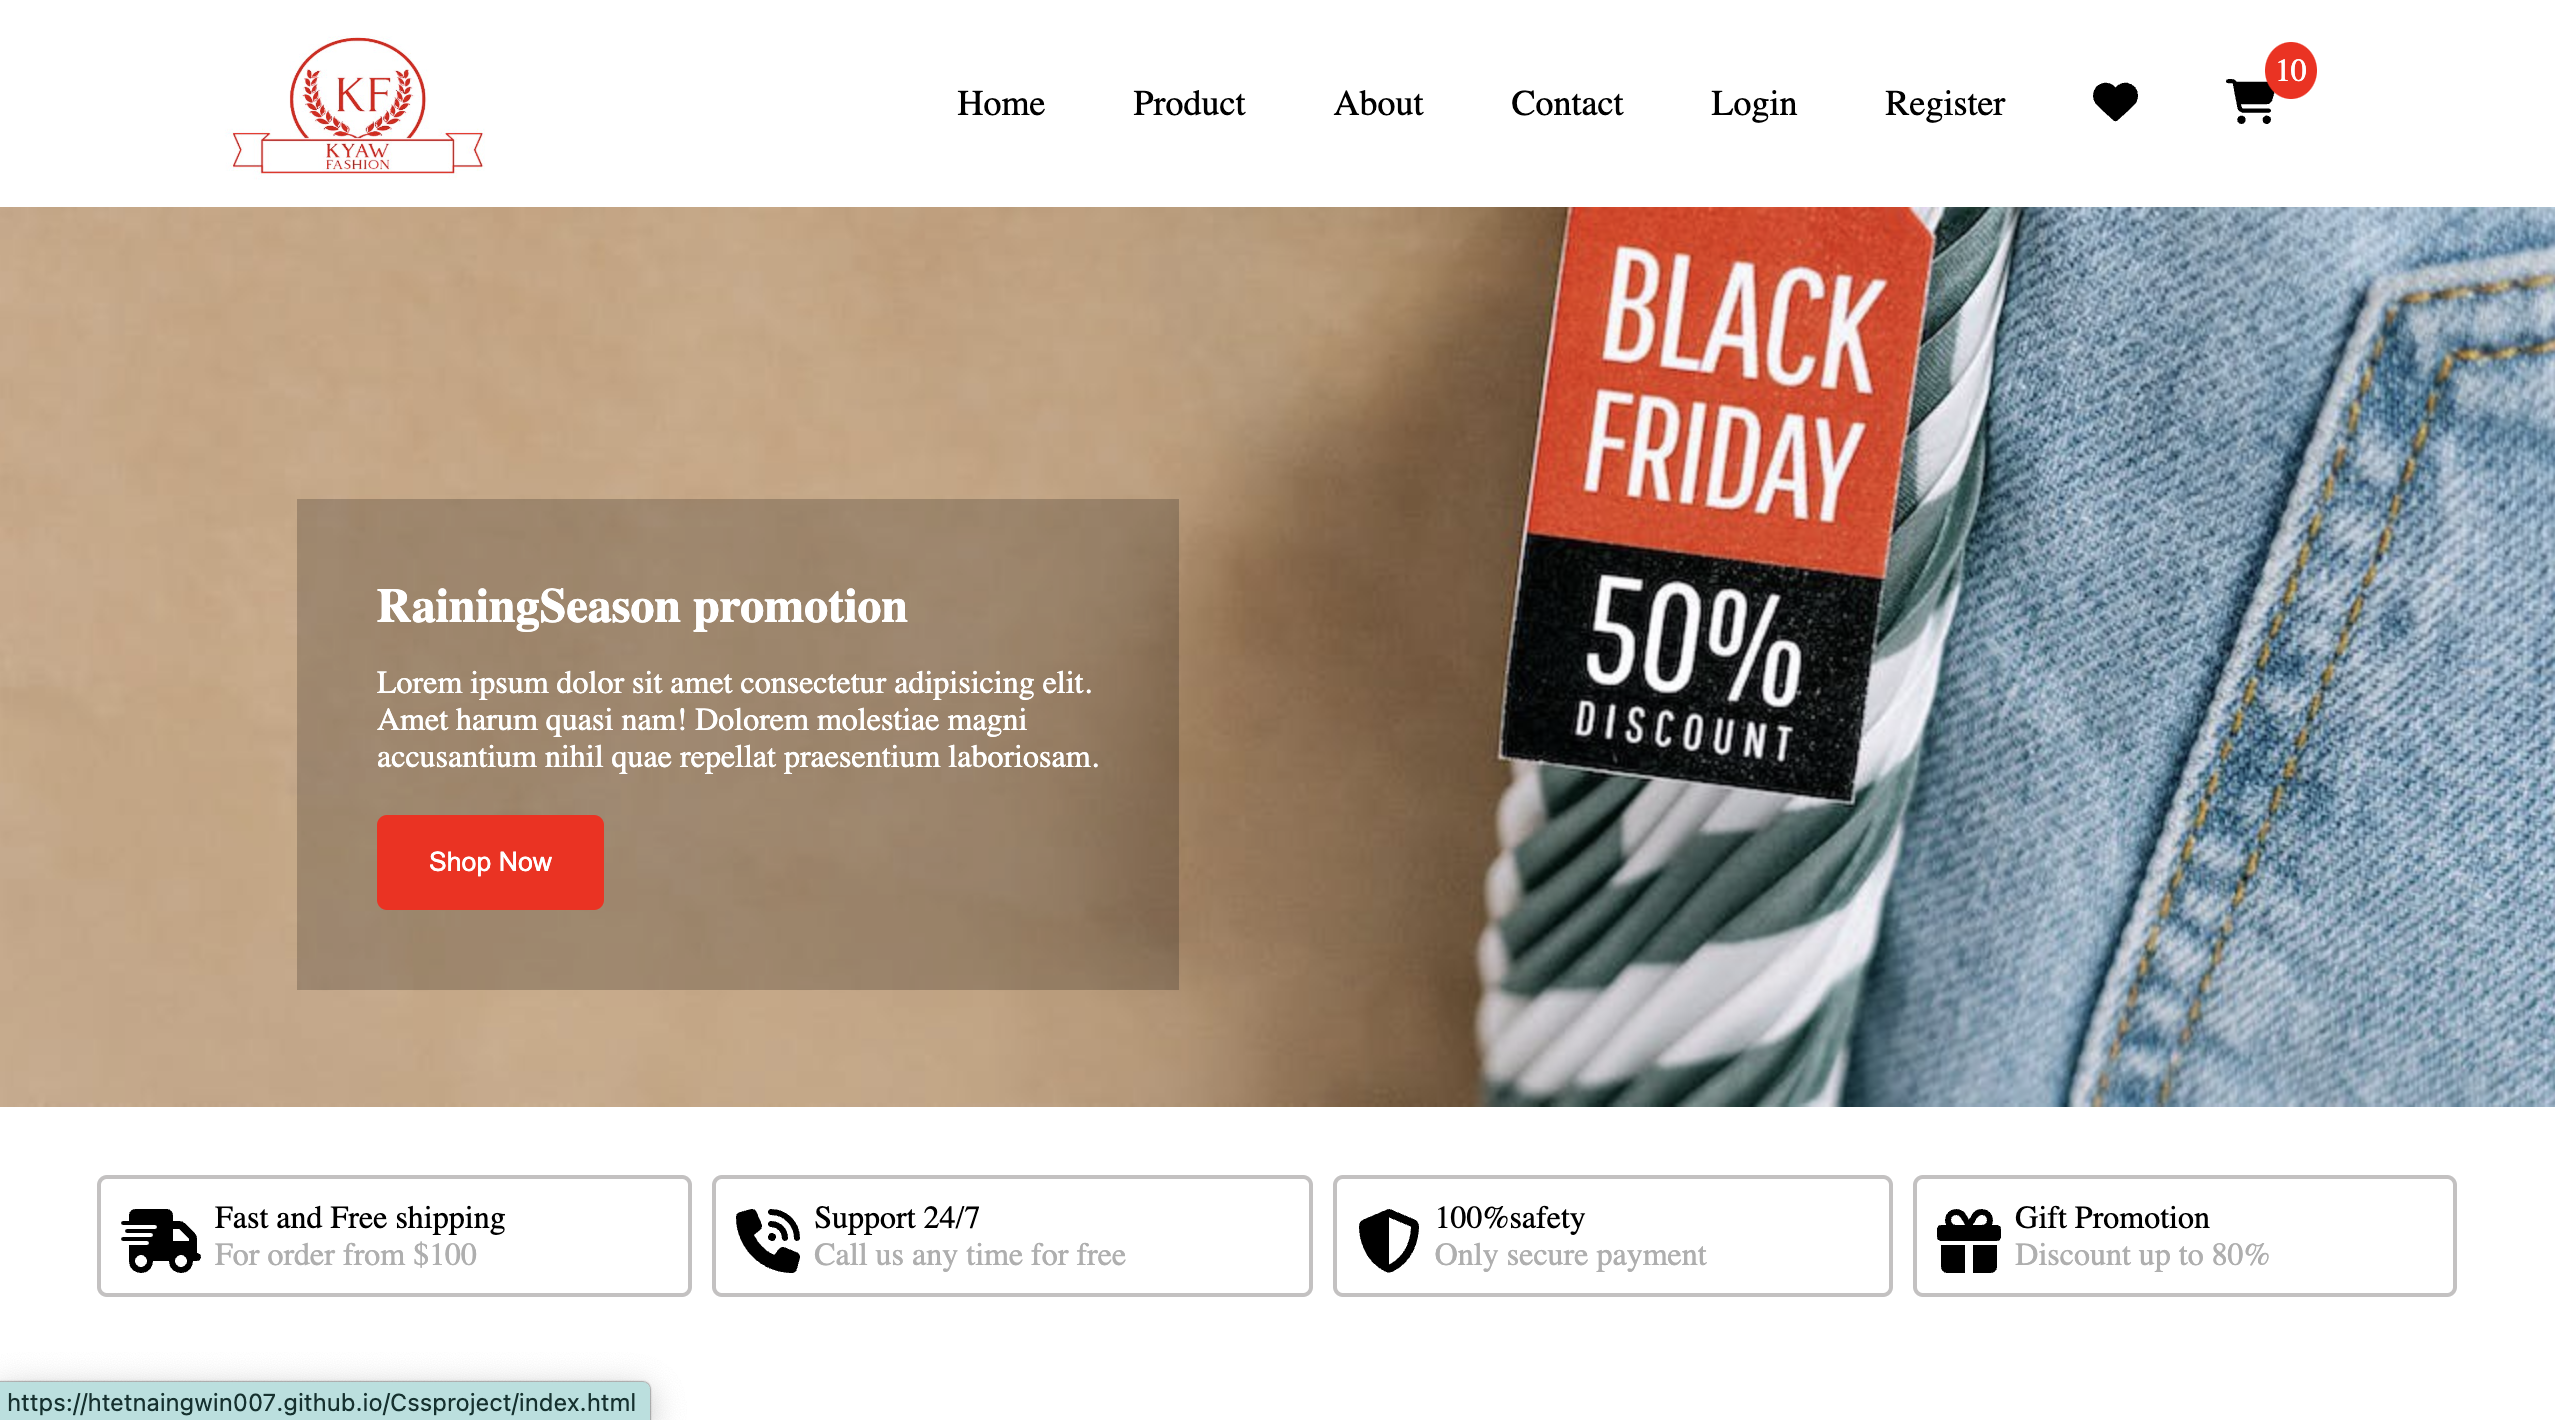 KF
KYAW
FASHION
Home Product About Contact Login Register 10
BLACK
FRIDAY
50%
DISCOUNT
RainingSeason promotion
Lorem ipsum dolor sit amet consectetur adipisicing elit.
Amet harum quasi nam! Dolorem molestiae magni
accusantium nihil quae repellat praesentium laboriosam.
Shop Now
Fast and Free shipping
For order from $100
Support 24/7
Call us any time for free
100%safety
Only secure payment
Gift Promotion
Discount up to 80%
https://htetnaingwin007.github.io/Cssproject/index.html